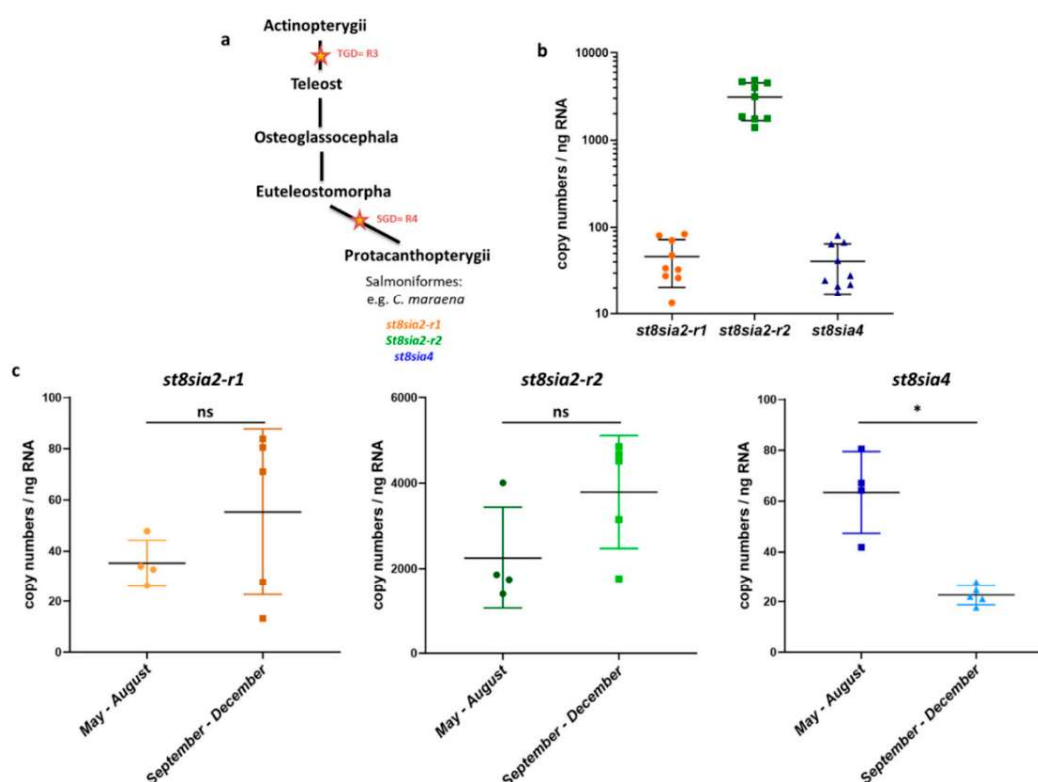 a
Actinopterygii
TGD= R3
Teleost
Osteoglassocephala
Euteleostomorpha
SGD= R4
Protacanthopterygii
Salmoniformes:
e.g. C. maraena
st8sia2-r1
St8sia2-r2
st8sia4
b
copy numbers / ng RNA
10000
1000
100
10
st8sia2-r1
st8sia2-r2
st8sia4
c
st8sia2-r1
ns
copy numbers / ng RNA
100
80
60
40
20
0
May - August
September - December
st8sia2-r2
ns
copy numbers / ng RNA
6000
4000
2000
0
May - August
September - December
st8sia4
*
copy numbers / ng RNA
100
80
60
40
20
0
May - August
September - December